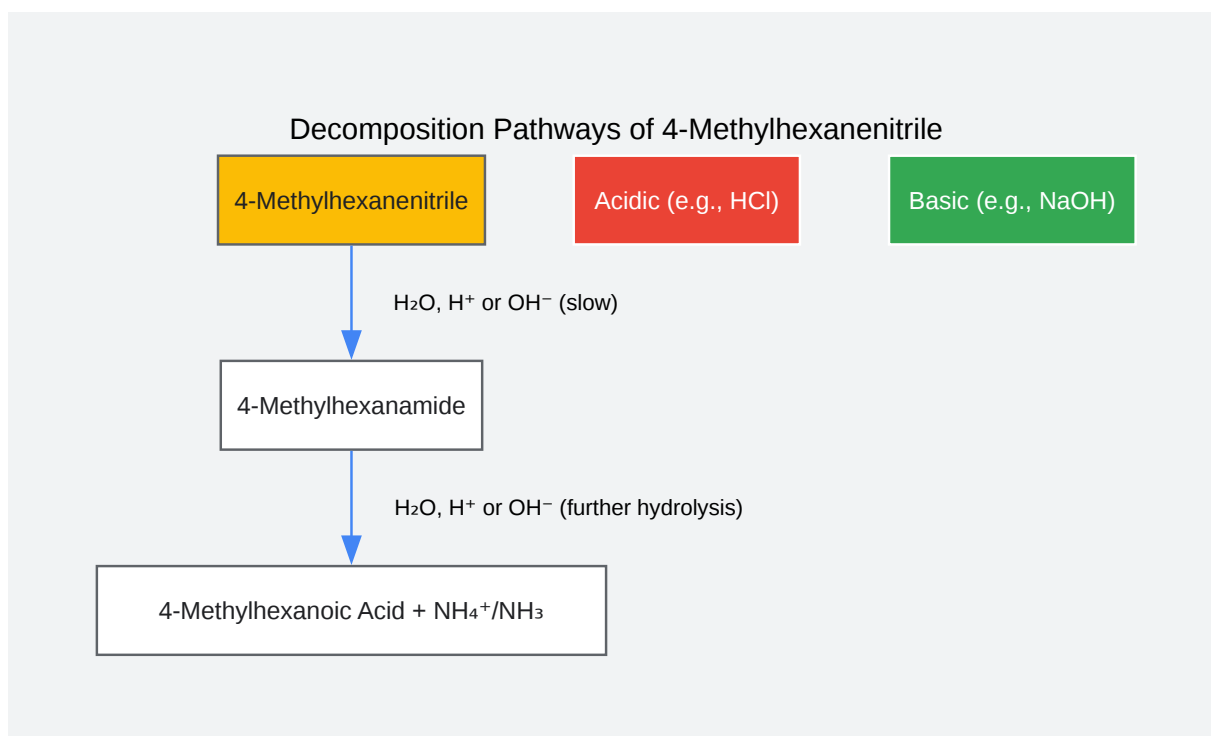 Decomposition Pathways of 4-Methylhexanenitrile
4-Methylhexanenitrile
Acidic (e.g., HCl)
Basic (e.g., NaOH)
H₂O, H⁺ or OH⁻ (slow)
4-Methylhexanamide
H₂O, H⁺ or OH⁻ (further hydrolysis)
4-Methylhexanoic Acid + NH₄⁺/NH₃